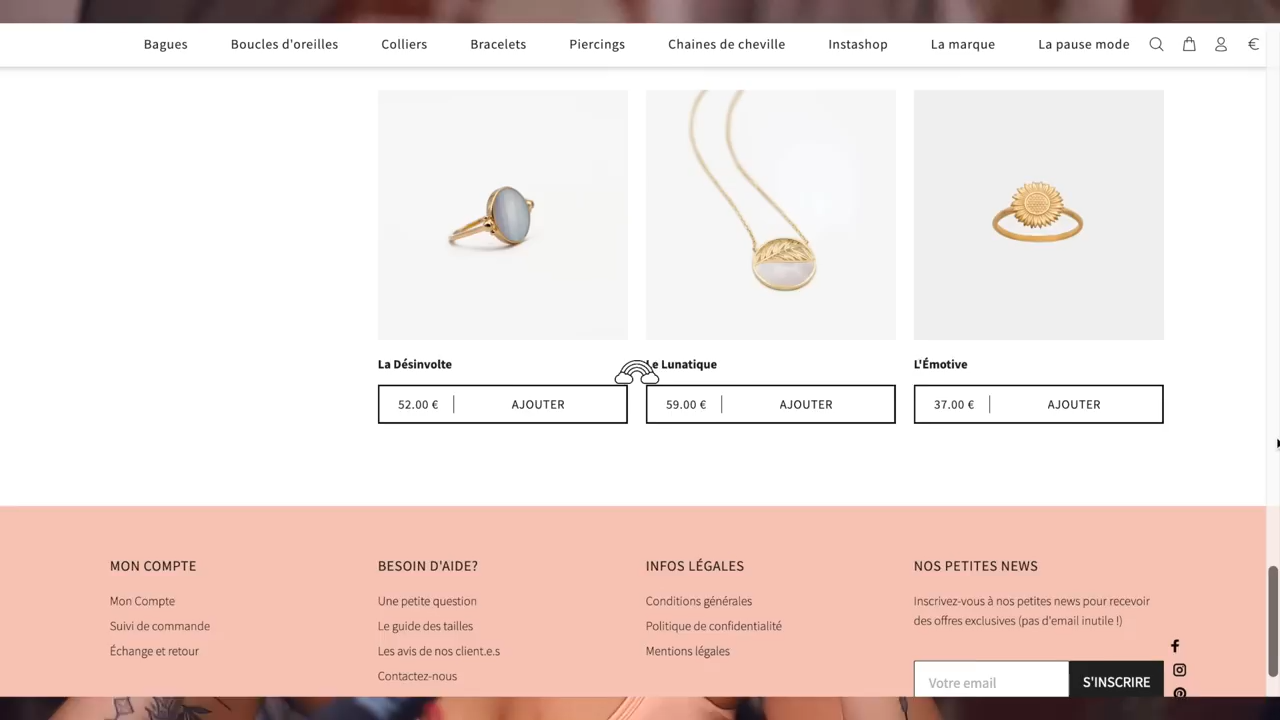 Bagues Boucles d'oreilles Colliers Bracelets Piercings Chaines de cheville Instashop La marque La pause mode €
La Désinvolte
52.00 € AJOUTER
Le Lunatique
59.00 € AJOUTER
L'Émotive
37.00 € AJOUTER
MON COMPTE
Mon Compte
Suivi de commande
Échange et retour
BESOIN D'AIDE?
Une petite question
Le guide des tailles
Les avis de nos client.e.s
Contactez-nous
INFOS LÉGALES
Conditions générales
Politique de confidentialité
Mentions légales
NOS PETITES NEWS
Inscrivez-vous à nos petites news pour recevoir
des offres exclusives (pas d'email inutile !)
Votre email S'INSCRIRE